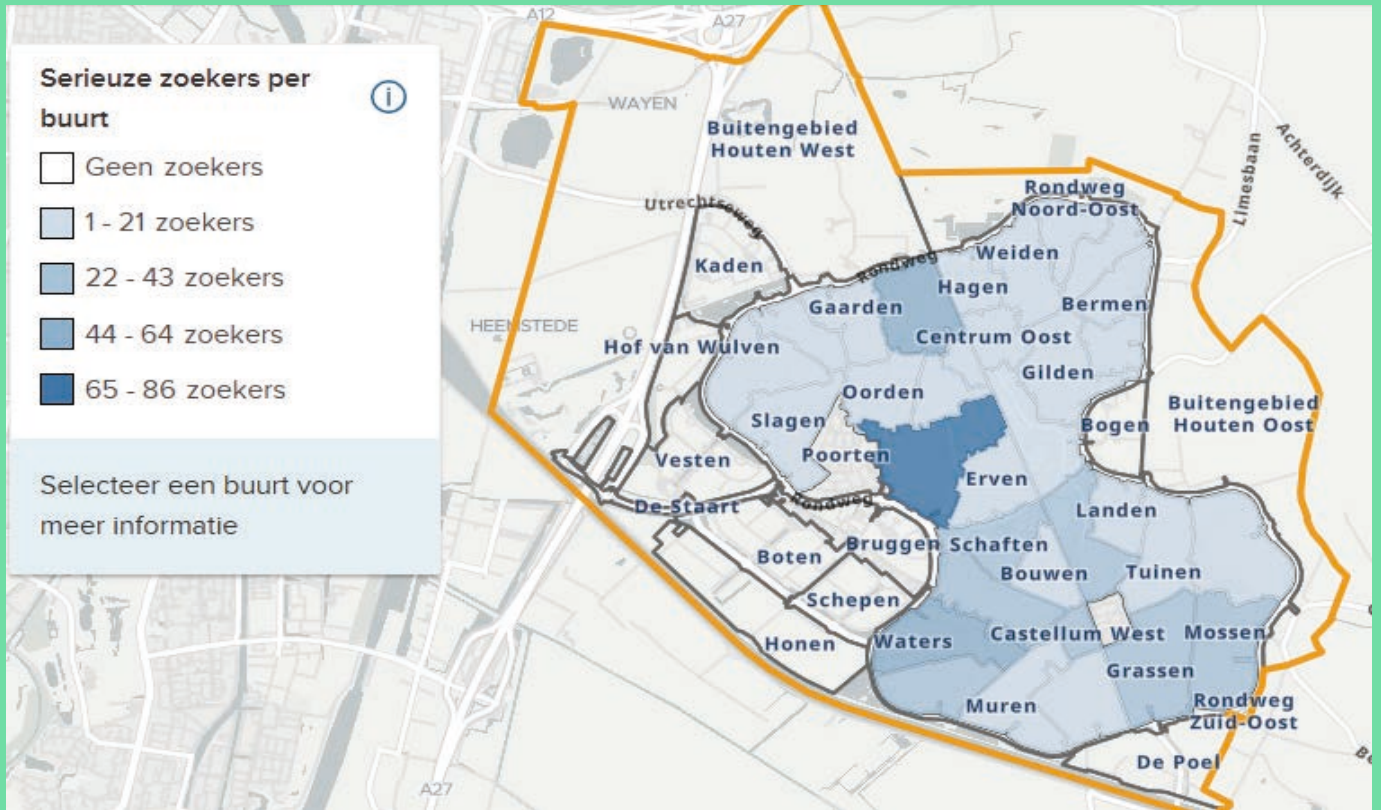 Serieuze zoekers per
buurt
i
Geen zoekers
1 - 21 zoekers
22 - 43 zoekers
44 - 64 zoekers
65 - 86 zoekers
Selecteer een buurt voor
meer informatie
A12
A27
WAYEN
Buitengebied
Houten West
Achterdijk
Limesbaan
Rondweg
Noord-Oost
Utrechtseweg
Weiden
Kaden
Rondweg
Hagen
Gaarden
Bermen
HEEMSTEDE
Hof van Wulven
Centrum Oost
Gilden
Oorden
Buitengebied
Houten Oost
Slagen
Bogen
Poorten
Vesten
Erven
De Staart
Rondweg
Landen
Boten
Bruggen
Schaften
Bouwen
Tuinen
Schepen
Honen
Waters
Castellum West
Mossen
Grassen
Muren
Rondweg
Zuid-Oost
De Poel
A27